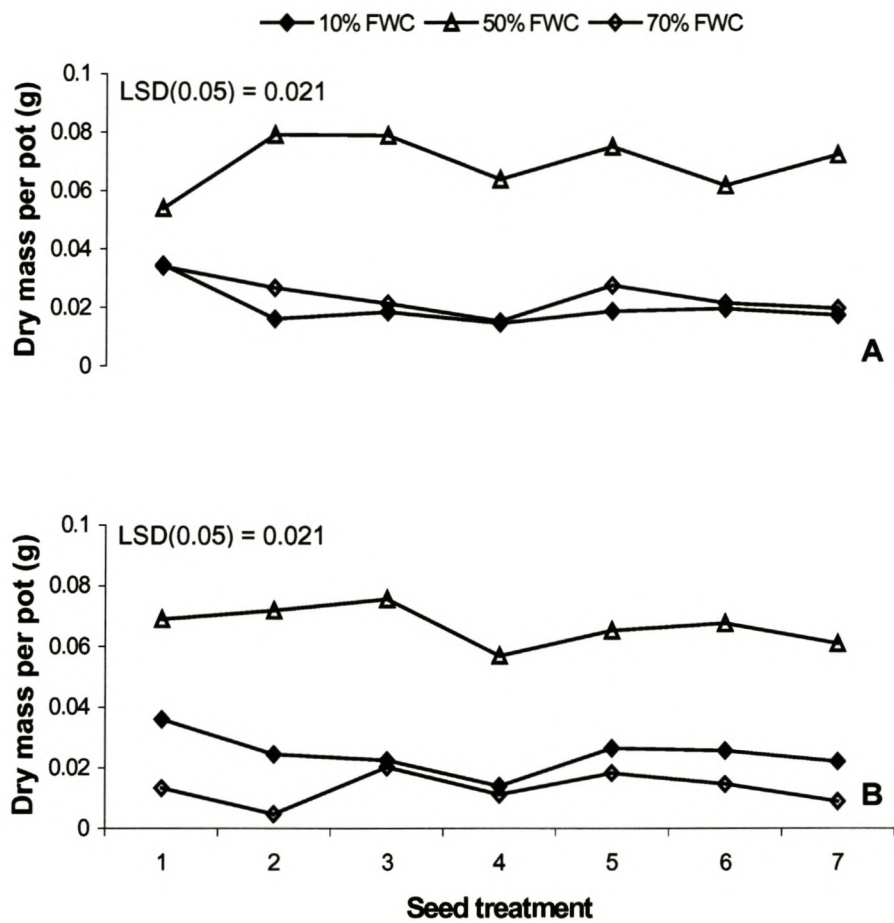 10% FWC 50% FWC 70% FWC
Dry mass per pot (g)
0.1
0.08
0.06
0.04
0.02
0
LSD(0.05) = 0.021
A
Dry mass per pot (g)
0.1
0.08
0.06
0.04
0.02
0
LSD(0.05) = 0.021
B
1 2 3 4 5 6 7
Seed treatment